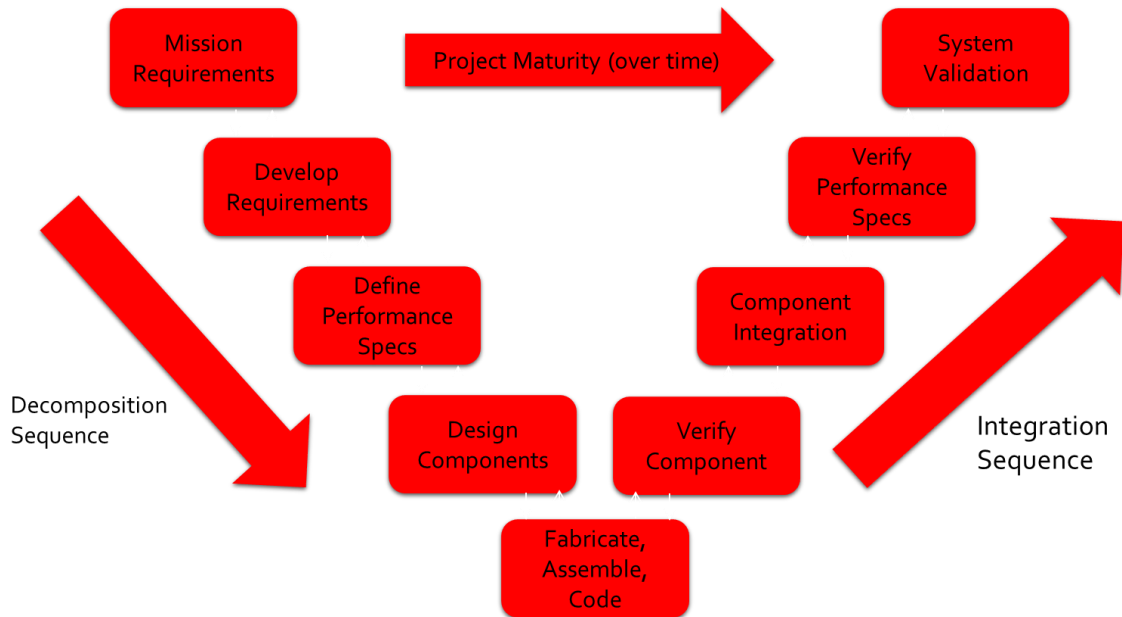 Mission
Requirements
Project Maturity (over time)
System
Validation
Develop
Requirements
Verify
Performance
Specs
Define
Performance
Specs
Component
Integration
Decomposition
Sequence
Design
Components
Verify
Component
Integration
Sequence
Fabricate,
Assemble,
Code